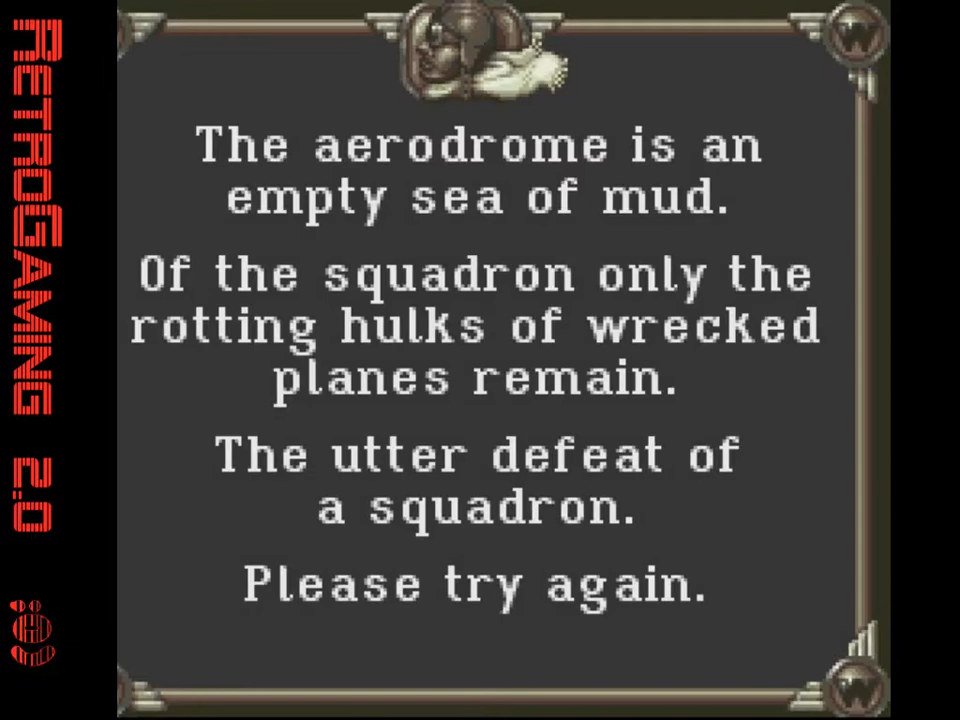 RETROGAMING 2.0
The aerodrome is an
empty sea of mud.
Of the squadron only the
rotting hulks of wrecked
planes remain.
The utter defeat of
a squadron.
Please try again.
W
W